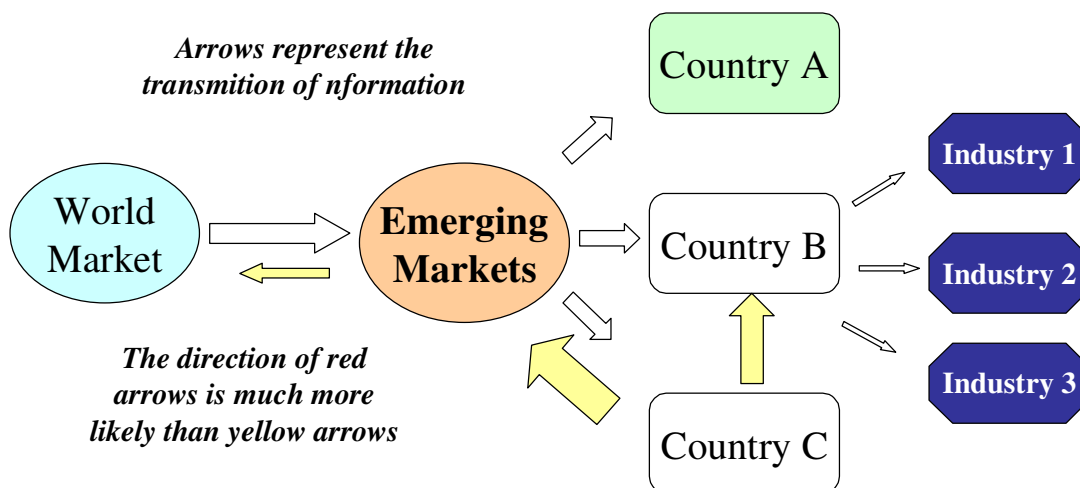 Arrows represent the
transmition of nformation
Country A
Industry 1
World
Market
Emerging
Markets
Country B
Industry 2
The direction of red
arrows is much more
likely than yellow arrows
Industry 3
Country C